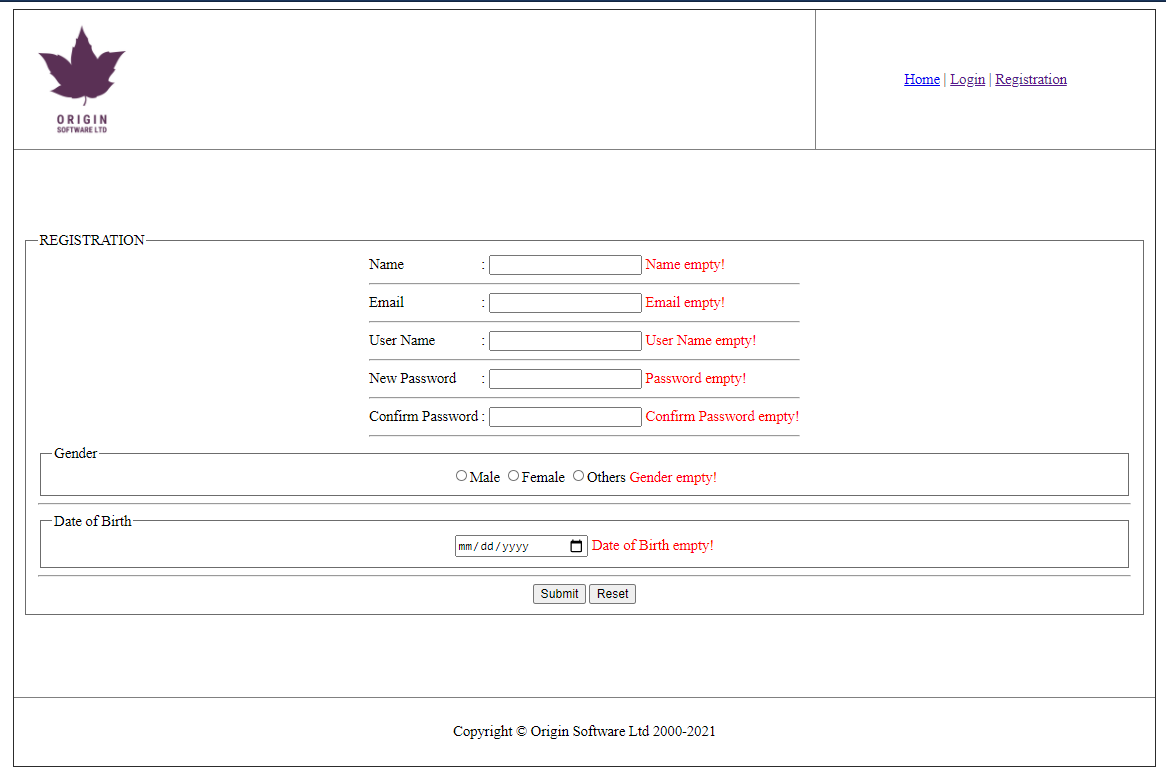 ORIGIN
SOFTWARE LTD
Home | Login | Registration
REGISTRATION
Name : Name empty!
Email : Email empty!
User Name : User Name empty!
New Password : Password empty!
Confirm Password : Confirm Password empty!
Gender
Male Female Others Gender empty!
Date of Birth
mm/dd/yyyy Date of Birth empty!
Submit Reset
Copyright © Origin Software Ltd 2000-2021